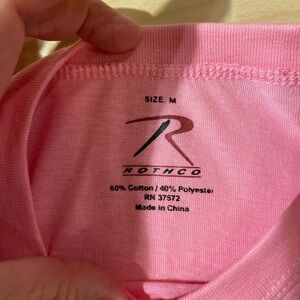 SIZE: M
R
ROTHCO
60% Cotton / 40% Polyester
RN 37572
Made in China